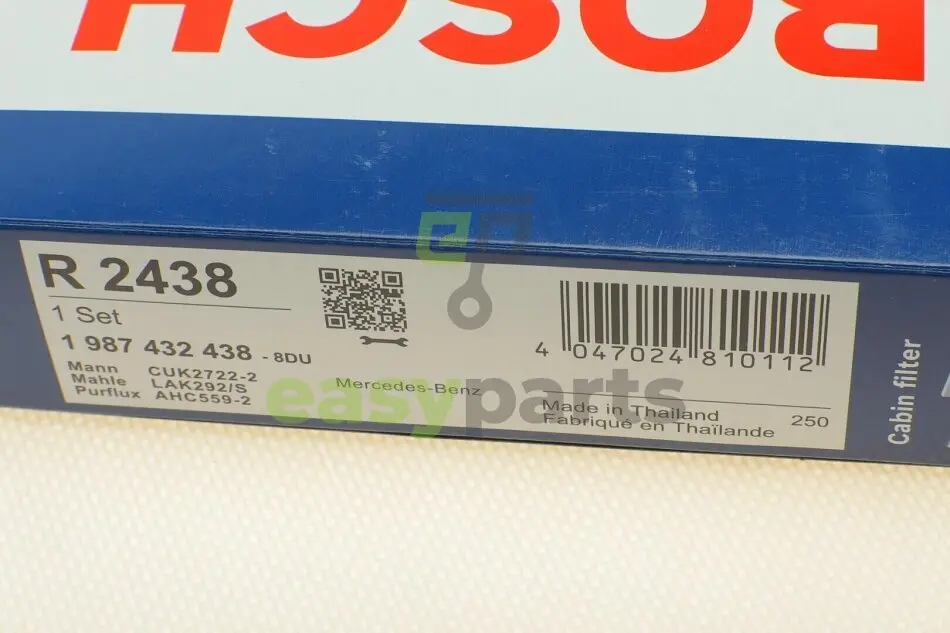 BOSCH
R 2438
1 Set
1 987 432 438 - 8DU
Mann CUK2722-2
Mahle LAK292/S
Purflux AHC559-2
Mercedes-Benz
4 047024 810112
Made in Thailand
Fabriqué en Thaïlande
250
Cabin filter
easyparts